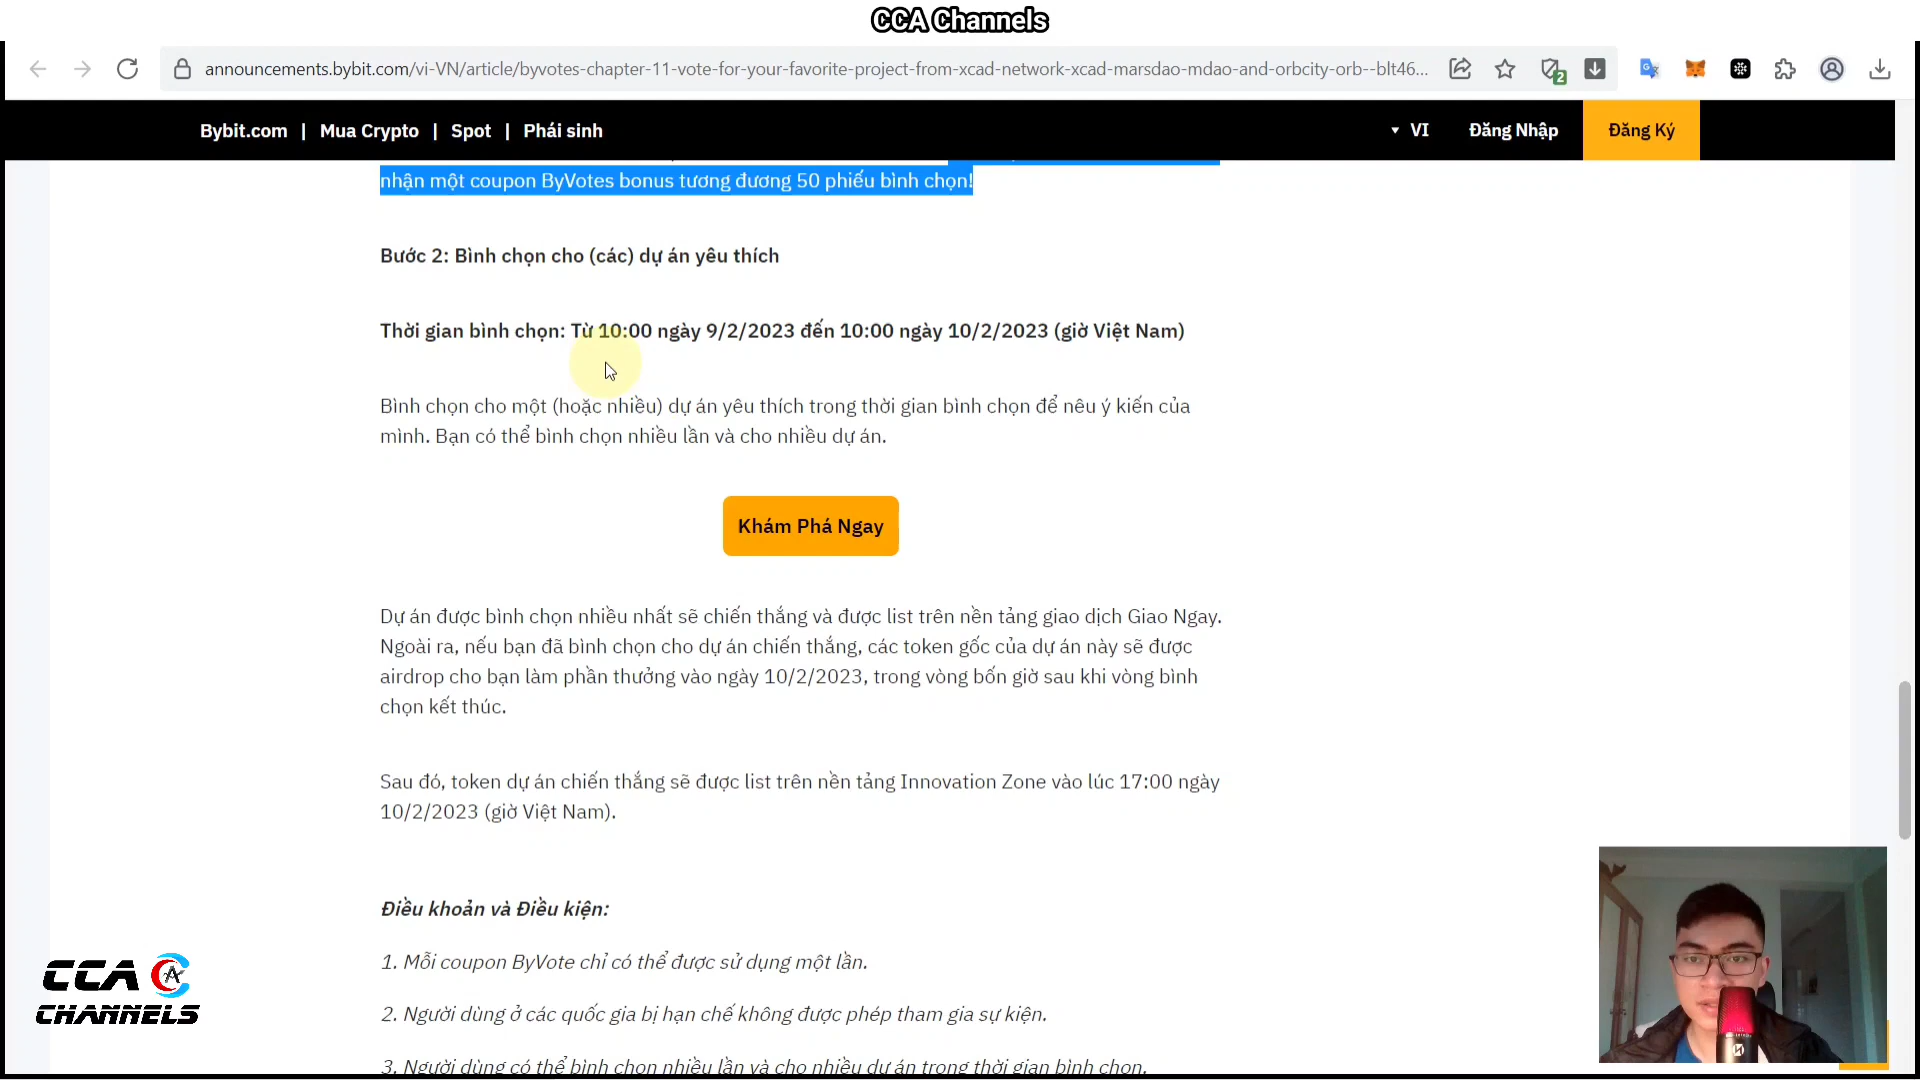 CCA Channels
announcements.bybit.com/vi-VN/article/byvotes-chapter-11-vote-for-your-favorite-project-from-xcad-network-xcad-marsdao-mdao-and-orbcity-orb--blt46...
2
Bybit.com | Mua Crypto | Spot | Phái sinh
VI Đăng Nhập Đăng Ký
nhận một coupon ByVotes bonus tương đương 50 phiếu bình chọn!
Bước 2: Bình chọn cho (các) dự án yêu thích
Thời gian bình chọn: Từ 10:00 ngày 9/2/2023 đến 10:00 ngày 10/2/2023 (giờ Việt Nam)
Bình chọn cho một (hoặc nhiều) dự án yêu thích trong thời gian bình chọn để nêu ý kiến của
mình. Bạn có thể bình chọn nhiều lần và cho nhiều dự án.
Khám Phá Ngay
Dự án được bình chọn nhiều nhất sẽ chiến thắng và được list trên nền tảng giao dịch Giao Ngay.
Ngoài ra, nếu bạn đã bình chọn cho dự án chiến thắng, các token gốc của dự án này sẽ được
airdrop cho bạn làm phần thưởng vào ngày 10/2/2023, trong vòng bốn giờ sau khi vòng bình
chọn kết thúc.
Sau đó, token dự án chiến thắng sẽ được list trên nền tảng Innovation Zone vào lúc 17:00 ngày
10/2/2023 (giờ Việt Nam).
Điều khoản và Điều kiện:
1. Mỗi coupon ByVote chỉ có thể được sử dụng một lần.
2. Người dùng ở các quốc gia bị hạn chế không được phép tham gia sự kiện.
3. Người dùng có thể bình chọn nhiều lần và cho nhiều dự án trong thời gian bình chọn.
CCA
CHANNELS